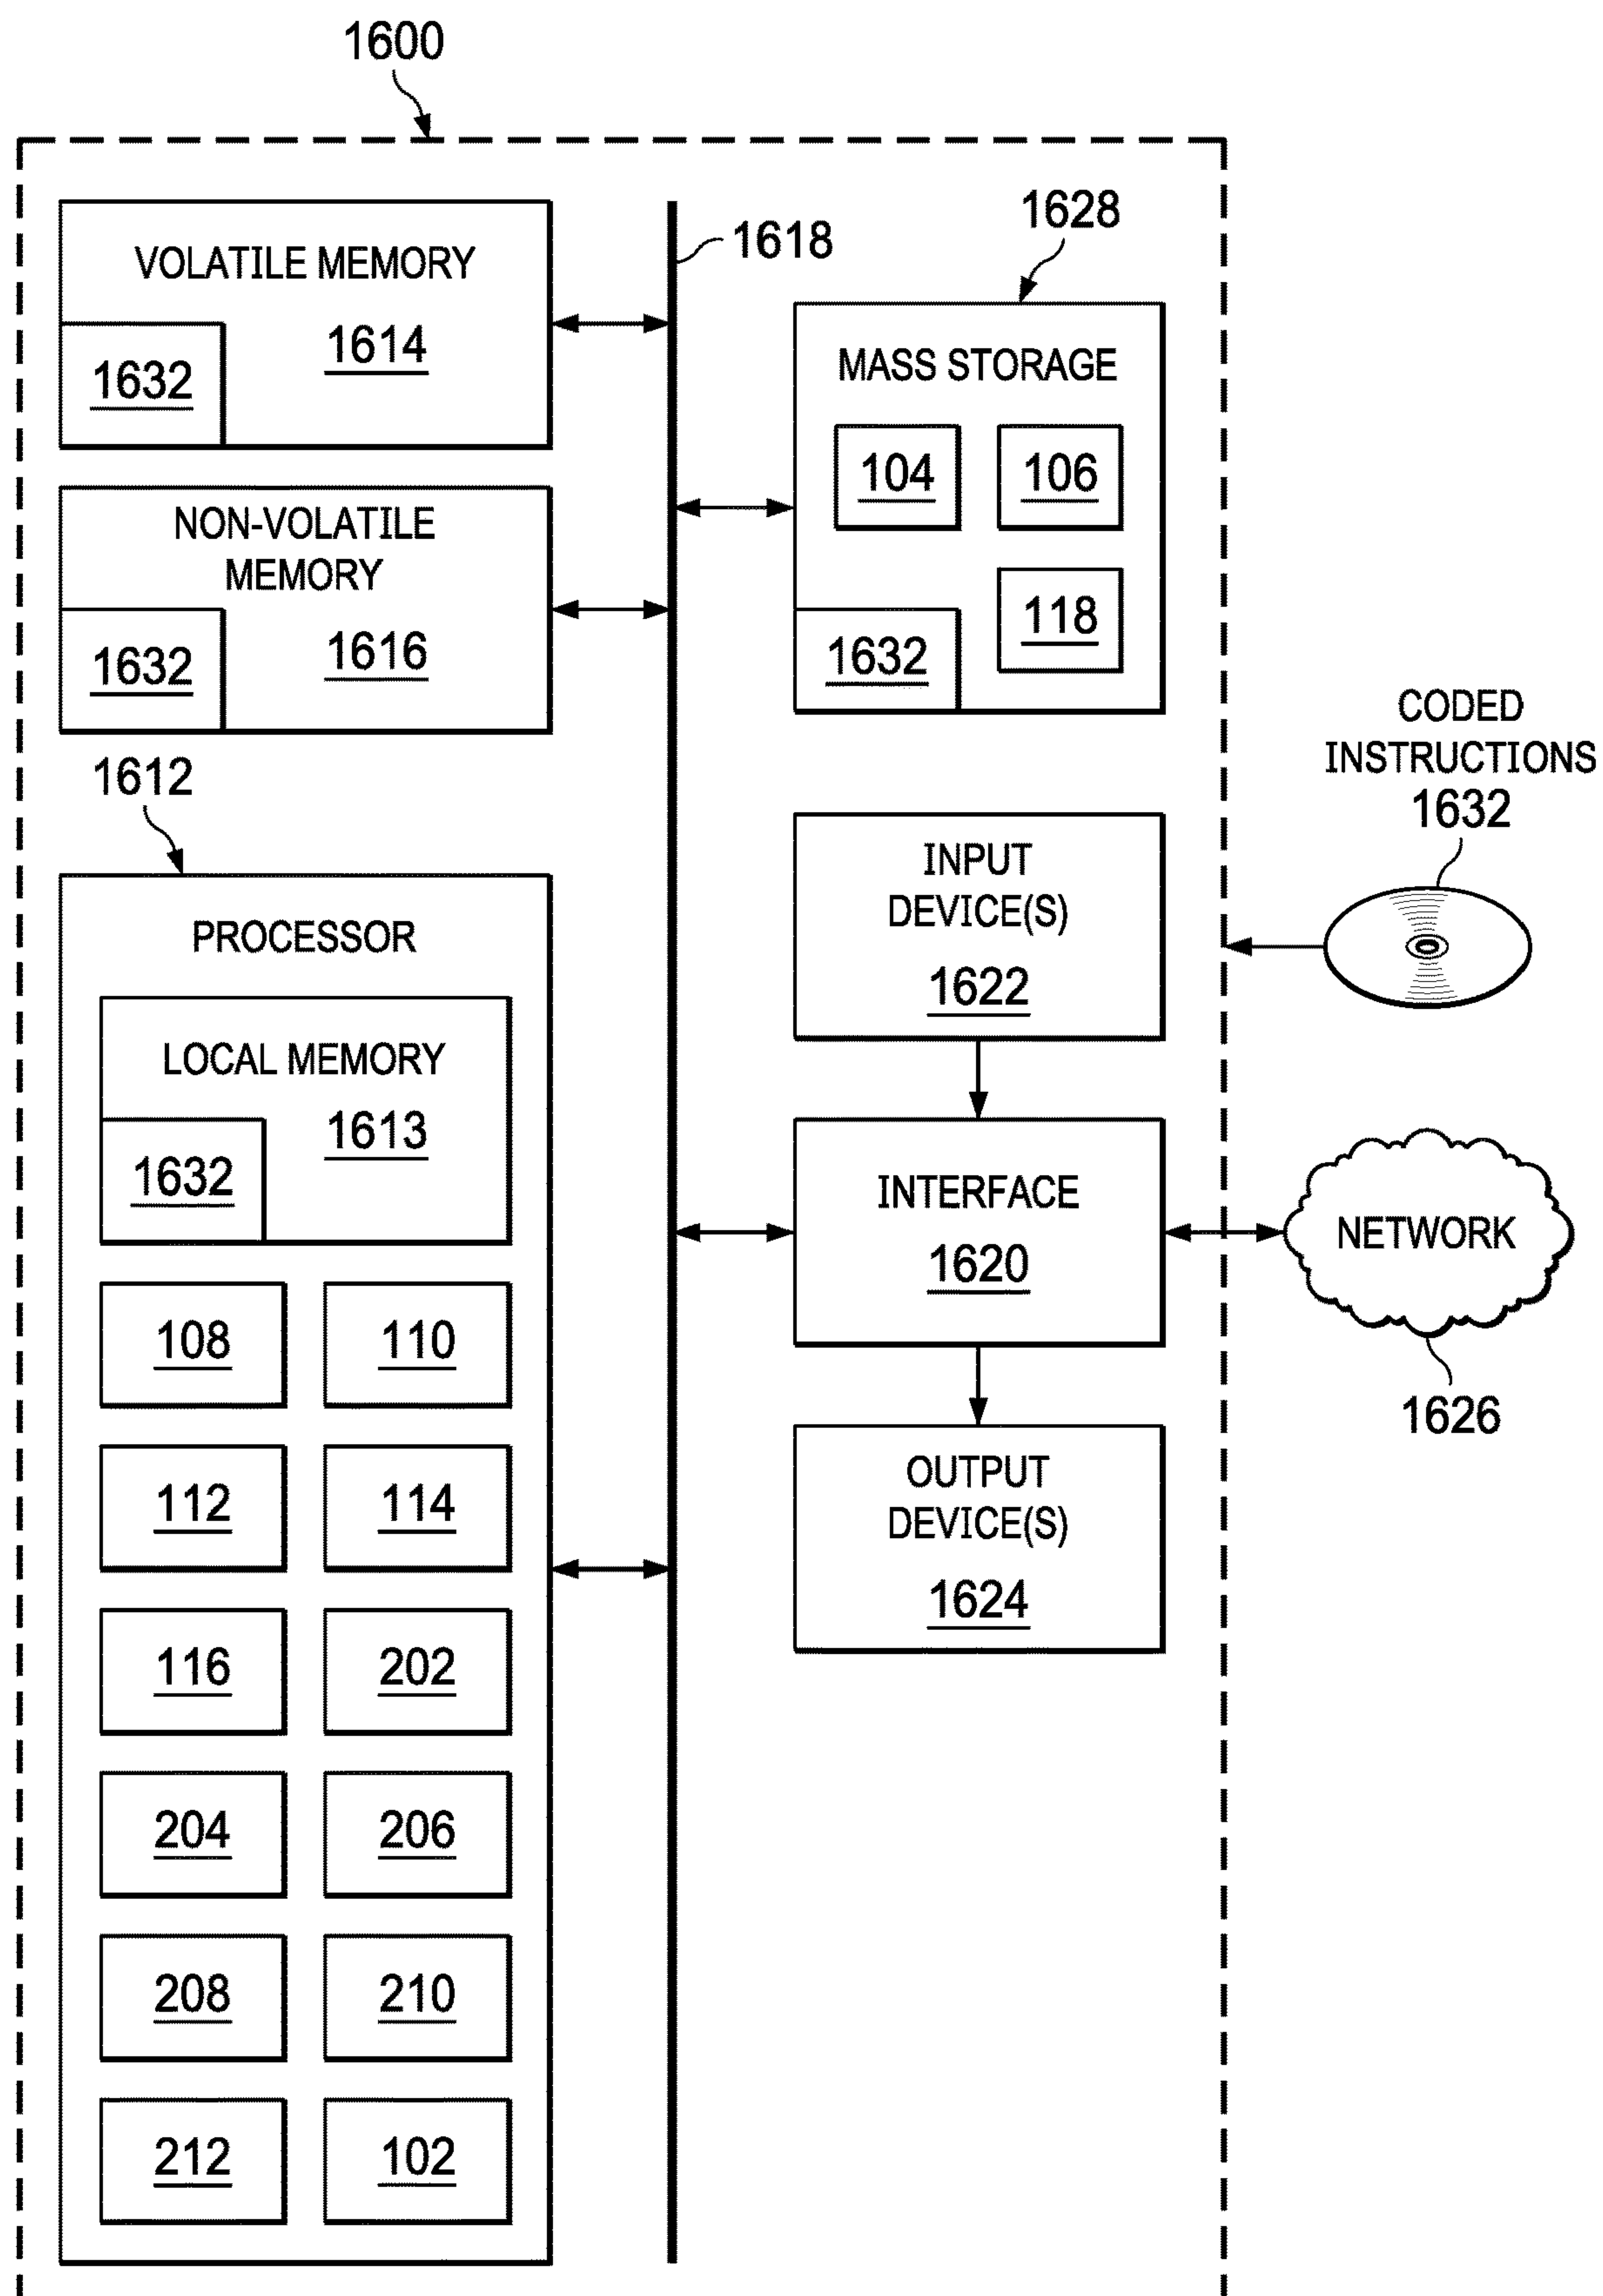 1600
VOLATILE MEMORY
1614
1632
NON-VOLATILE
MEMORY
1616
1632
1612
PROCESSOR
LOCAL MEMORY
1613
1632
108
110
112
114
116
202
204
206
208
210
212
102
1618
1628
MASS STORAGE
104
106
118
1632
INPUT
DEVICE(S)
1622
INTERFACE
1620
OUTPUT
DEVICE(S)
1624
CODED
INSTRUCTIONS
1632
NETWORK
1626